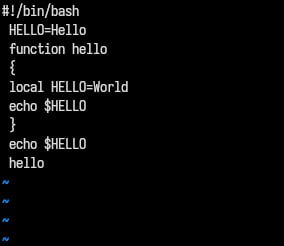 #!/bin/bash
HELLO=Hello
function hello
{
local HELLO=World
echo $HELLO
}
echo $HELLO
hello
~
~
~
~